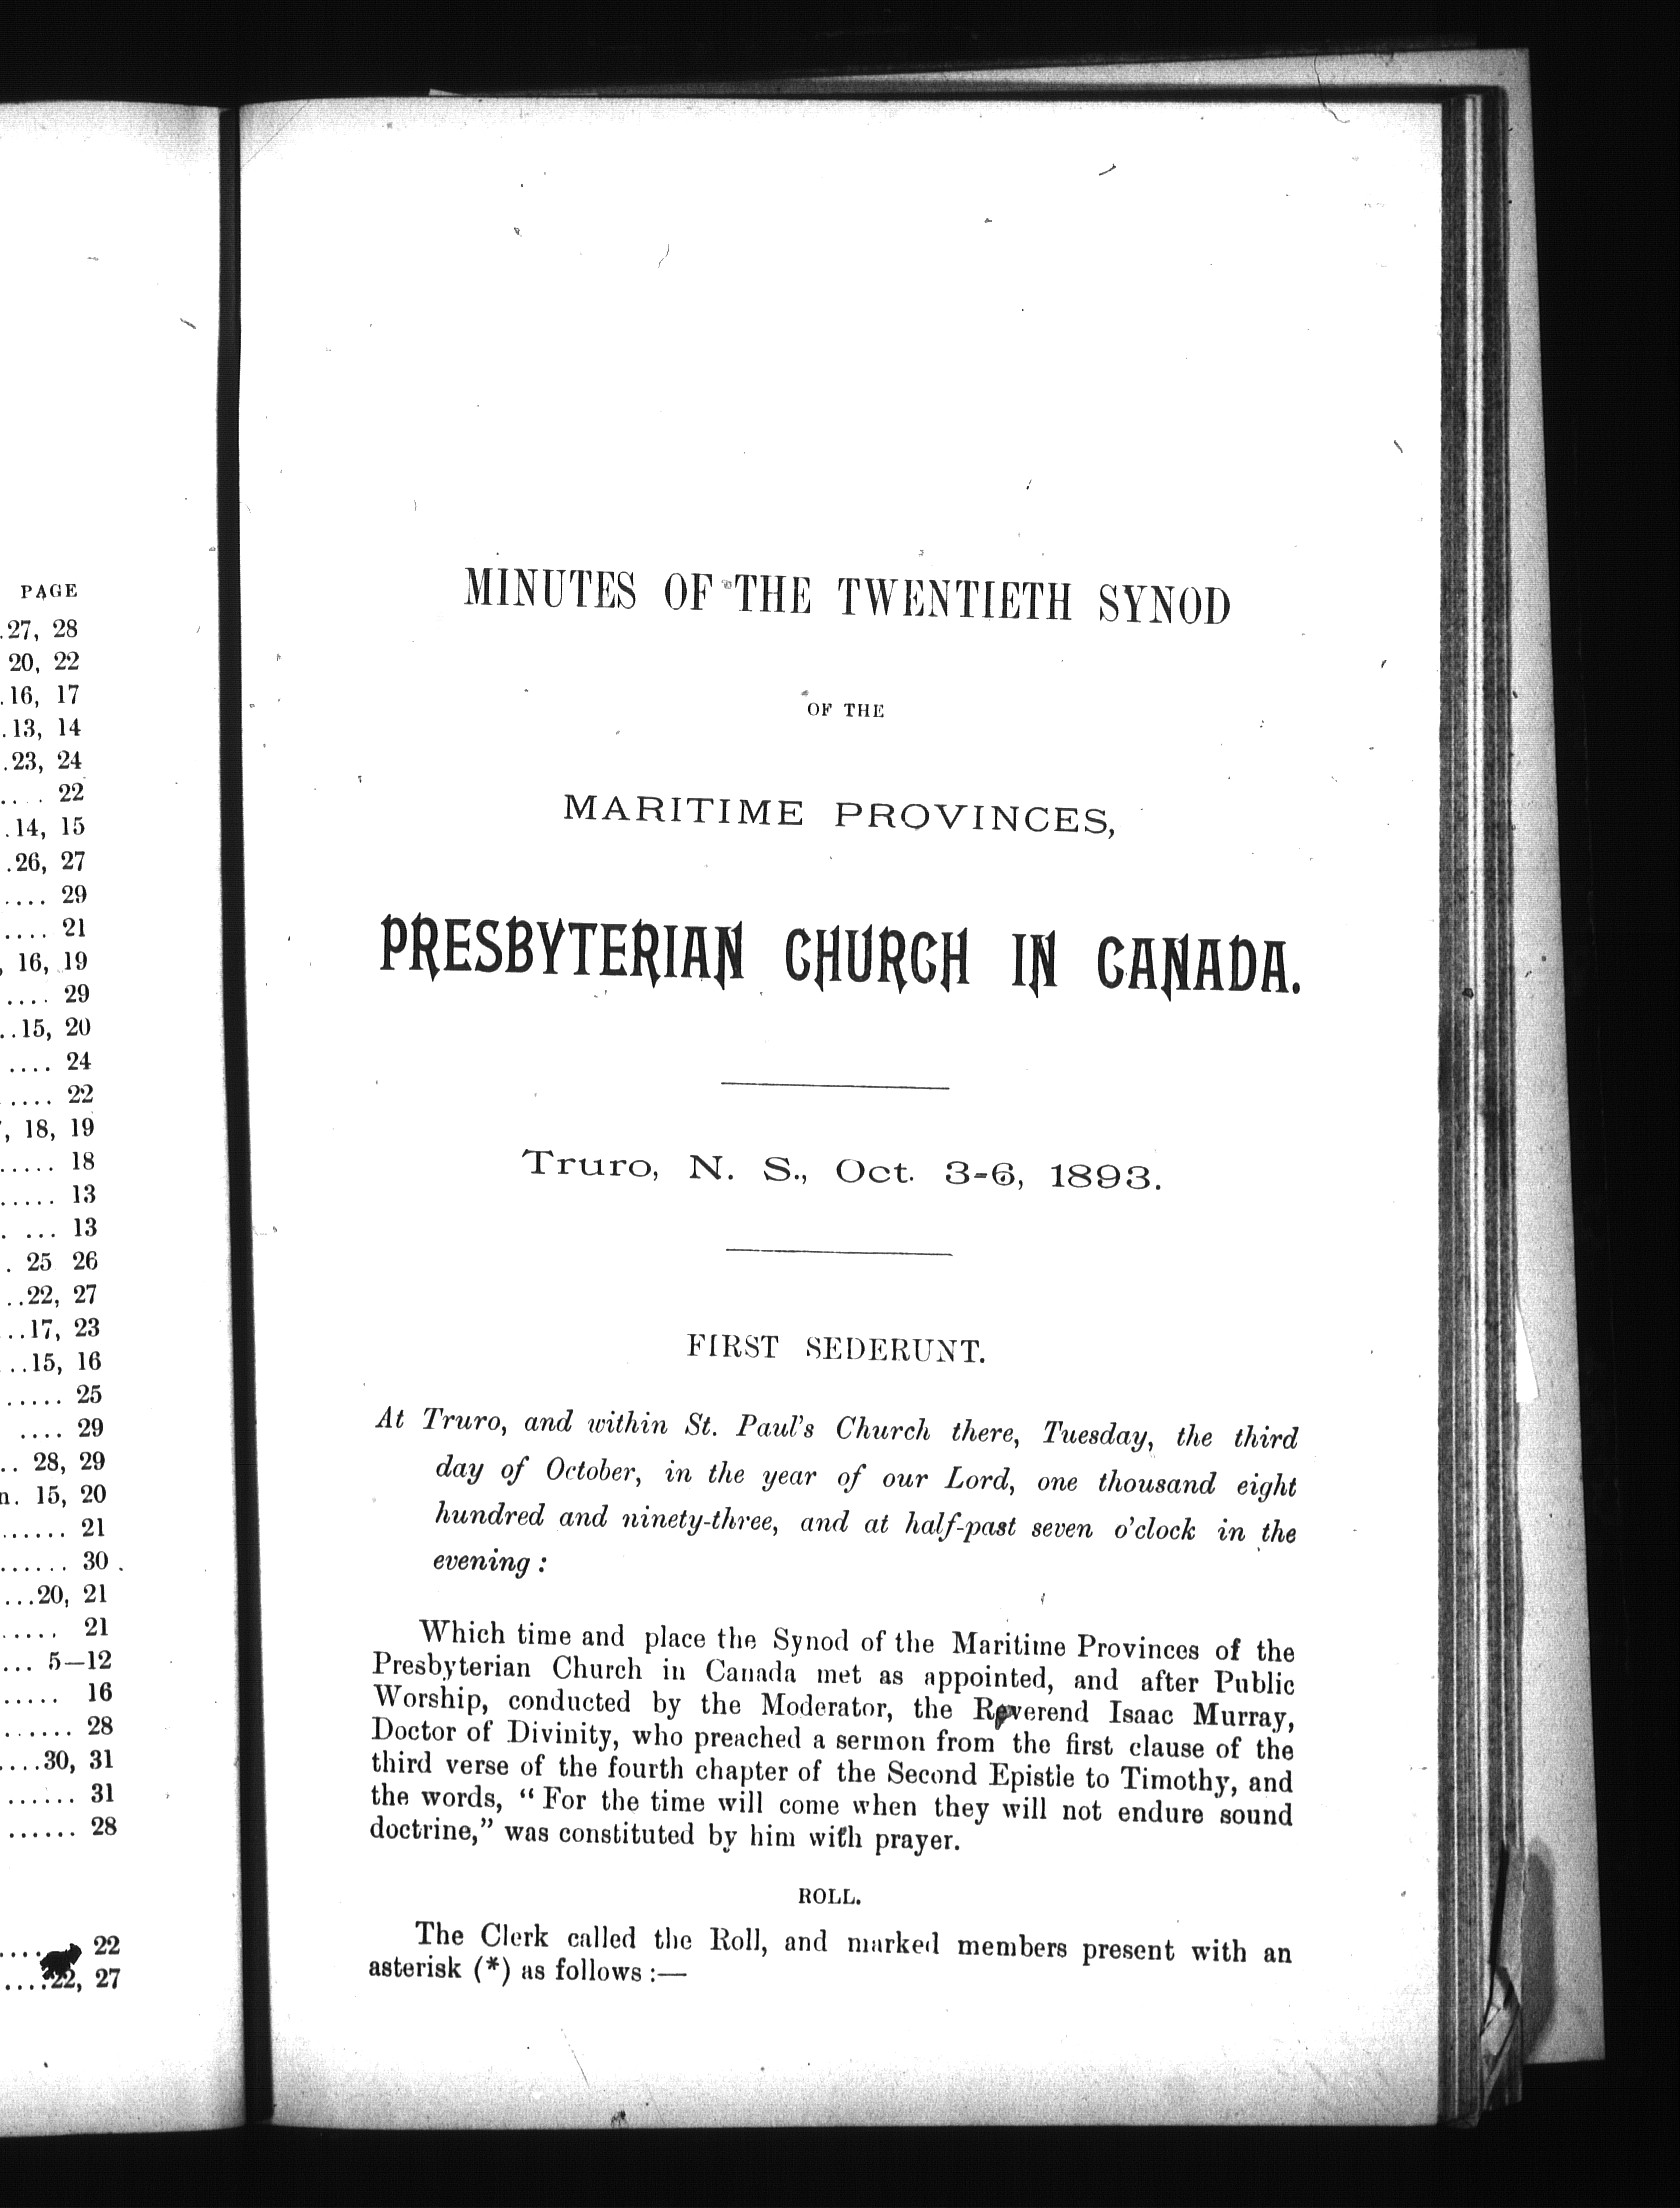 PAGE
.27, 28
20, 22
.16, 17
.13, 14
.23, 24
... . 22
.14, 15
.26, 27
.... 29
.... 21
, 16, 19
.... 29
..15, 20
.... 24
.... 22
, 18, 19
..... 18
..... 13
. ... 13
. 25 26
..22, 27
...17, 23
...15, 16
..... 25
.... 29
.. 28, 29
n. 15, 20
...... 21
...... 30 .
...20, 21
..... 21
... 5—12
..... 16
...... 28
....30, 31
...... 31
...... 28
.... 22
....22, 27
MINUTES OF THE TWENTIETH SYNOD
OF THE
MARITIME PROVINCES,
PRESBYTERIAN CHURCH IN CANADA.
Truro, N. S., Oct. 3-6, 1893.
FIRST SEDERUNT.
At Truro, and within St. Paul's Church there, Tuesday, the third
day of October, in the year of our Lord, one thousand eight
hundred and ninety-three, and at half-past seven o'clock in the
evening :
Which time and place the Synod of the Maritime Provinces of the
Presbyterian Church in Canada met as appointed, and after Public
Worship, conducted by the Moderator, the Reverend Isaac Murray,
Doctor of Divinity, who preached a sermon from the first clause of the
third verse of the fourth chapter of the Second Epistle to Timothy, and
the words, “ For the time will come when they will not endure sound
doctrine,” was constituted by him with prayer.
ROLL.
The Clerk called the Roll, and marked members present with an
asterisk (*) as follows :—